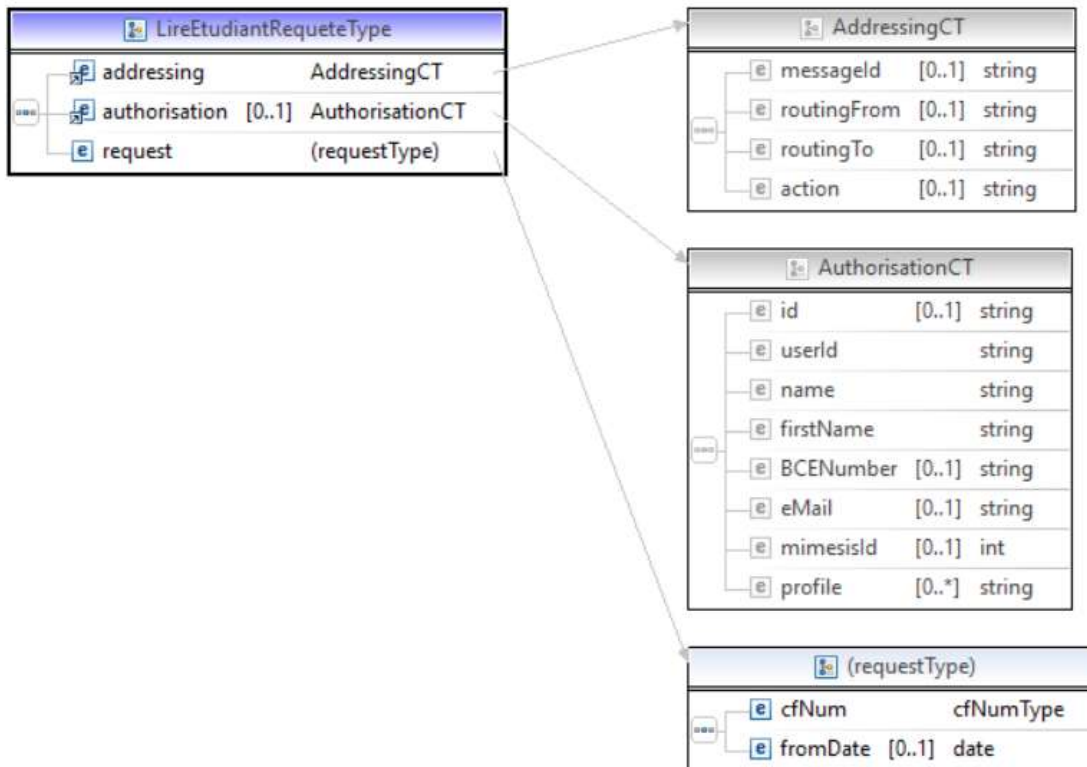 LireEtudiantRequeteType
addressing AddressingCT
authorisation [0..1] AuthorisationCT
request (requestType)
AddressingCT
messageId [0..1] string
routingFrom [0..1] string
routingTo [0..1] string
action [0..1] string
AuthorisationCT
id [0..1] string
userId string
name string
firstName string
BCENumber [0..1] string
eMail [0..1] string
mimesisId [0..1] int
profile [0..*] string
(requestType)
cfNum cfNumType
fromDate [0..1] date